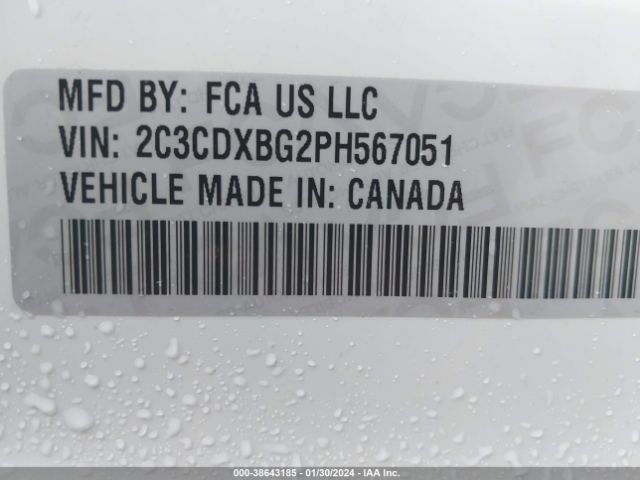 MFD BY: FCA US LLC
VIN: 2C3CDXBG2PH567051
VEHICLE MADE IN: CANADA
000-38643185 - 01/30/2024 - IAA Inc.